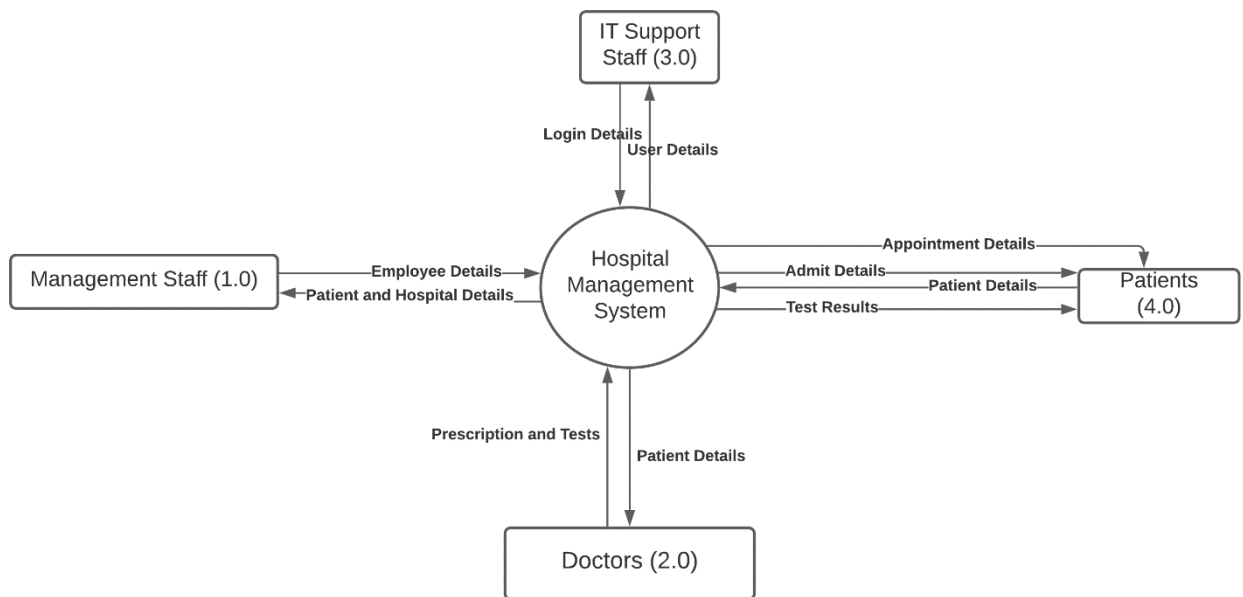 IT Support
Staff (3.0)
Login Details
User Details
Appointment Details
Management Staff (1.0)
Employee Details
Patient and Hospital Details
Hospital
Management
System
Admit Details
Patient Details
Test Results
Patients
(4.0)
Prescription and Tests
Patient Details
Doctors (2.0)